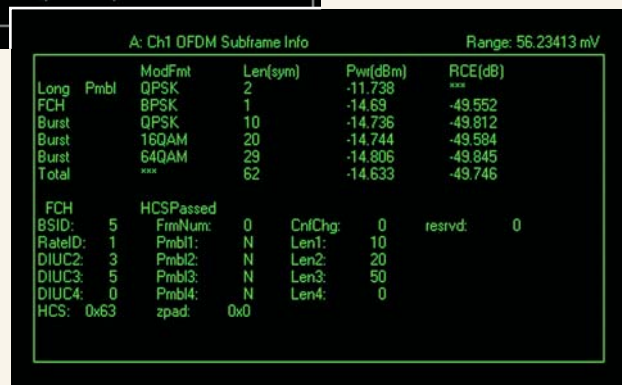 A: Ch1 OFDM Subframe Info Range: 56.23413 mV
ModFmt Len(sym) Pwr(dBm) RCE(dB)
Long Pmbl QPSK 2 -11.738 ***
FCH BPSK 1 -14.69 -49.552
Burst QPSK 10 -14.736 -49.812
Burst 16QAM 20 -14.744 -49.584
Burst 64QAM 29 -14.806 -49.845
Total *** 62 -14.633 -49.746
FCH HCSPassed
BSID: 5 FrmNum: 0 CnfChg: 0 resrvd: 0
RateID: 1 Pmbl1: N Len1: 10
DIUC2: 3 Pmbl2: N Len2: 20
DIUC3: 5 Pmbl3: N Len3: 50
DIUC4: 0 Pmbl4: N Len4: 0
HCS: 0x63 zpad: 0x0